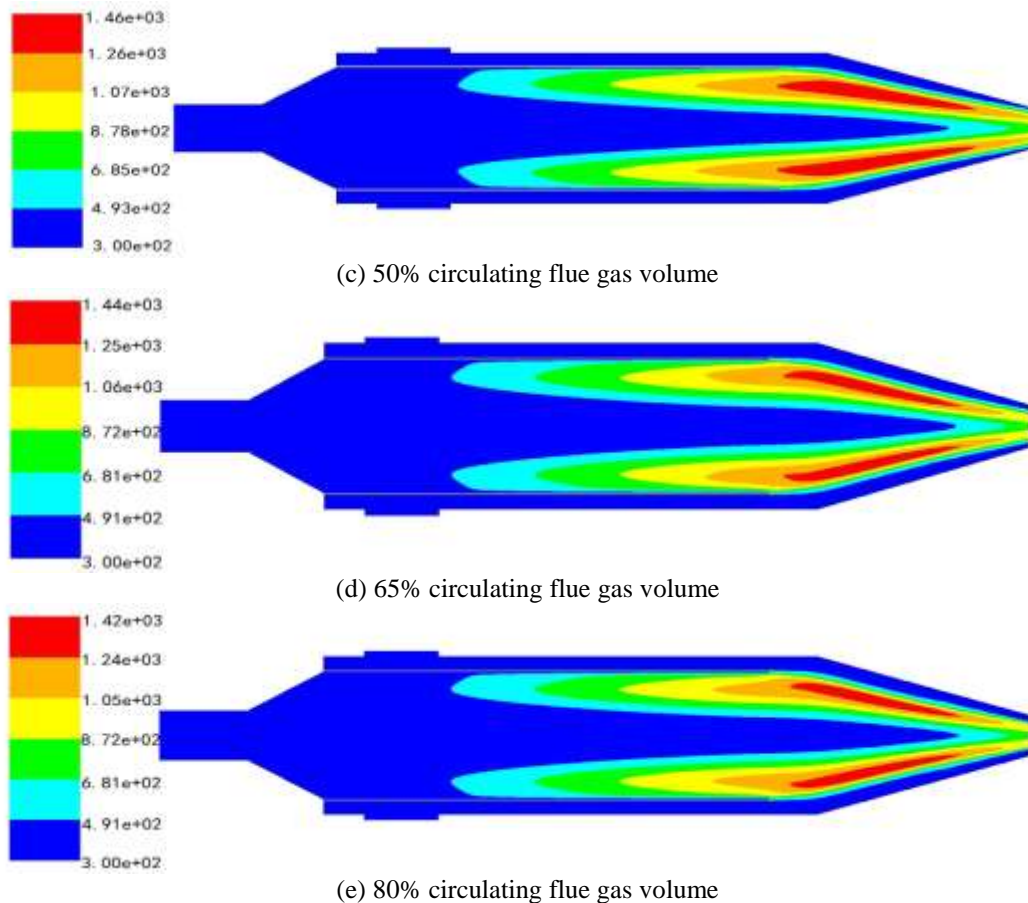 1. 46e+03
1. 26e+03
1. 07e+03
8. 78e+02
6. 85e+02
4. 93e+02
3. 00e+02
(c) 50% circulating flue gas volume
1. 44e+03
1. 25e+03
1. 06e+03
8. 72e+02
6. 81e+02
4. 91e+02
3. 00e+02
(d) 65% circulating flue gas volume
1. 42e+03
1. 24e+03
1. 05e+03
8. 72e+02
6. 81e+02
4. 91e+02
3. 00e+02
(e) 80% circulating flue gas volume